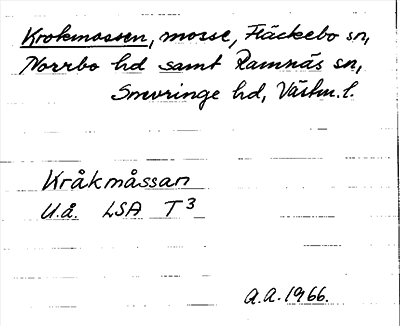 Krokmossen, mosse, Fläckebo sn,
Norrbo hd samt Ramnäs sn,
Snevringe hd, Västm. l.
Kråkmåssan
U.å. LSA T3
A.A. 1966.